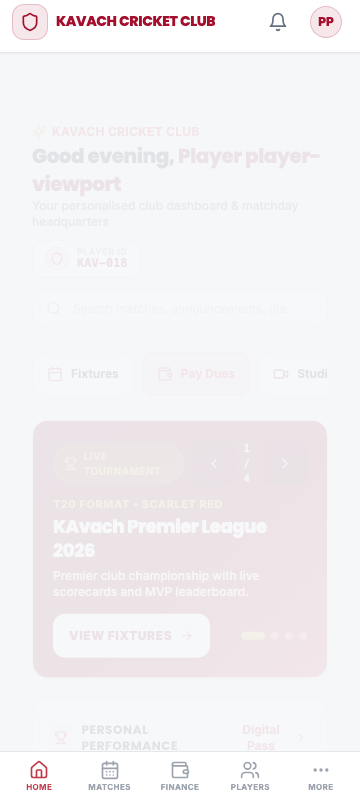 KAVACH CRICKET CLUB
PP
KAVACH CRICKET CLUB
Good evening, Player player-
viewport
Your personalised club dashboard & matchday
headquarters
PLAYER ID
KAV-018
Search matches, announcements, site
Fixtures
Pay Dues
Studi
LIVE
TOURNAMENT
1
/
4
T20 FORMAT • SCARLET RED
KAvach Premier League
2026
Premier club championship with live
scorecards and MVP leaderboard.
VIEW FIXTURES →
PERSONAL
PERFORMANCE
Digital
Pass
HOME
MATCHES
FINANCE
PLAYERS
MORE